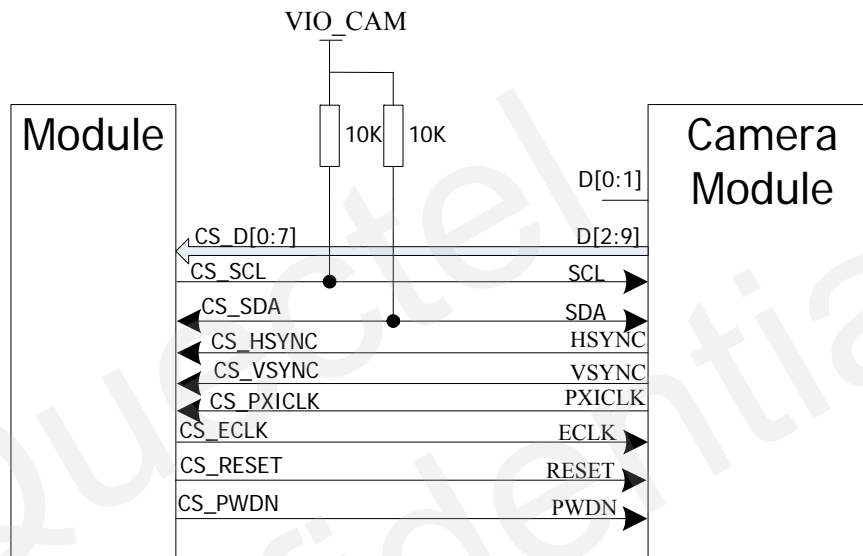 VIO_CAM
Module
10K 10K
Camera
Module
D[0:1]
CS_D[0:7] D[2:9]
CS_SCL SCL
CS_SDA SDA
CS_HSYNC HSYNC
CS_VSYNC VSYNC
CS_PXICLK PXICLK
CS_ECLK ECLK
CS_RESET RESET
CS_PWDN PWDN
Quectel